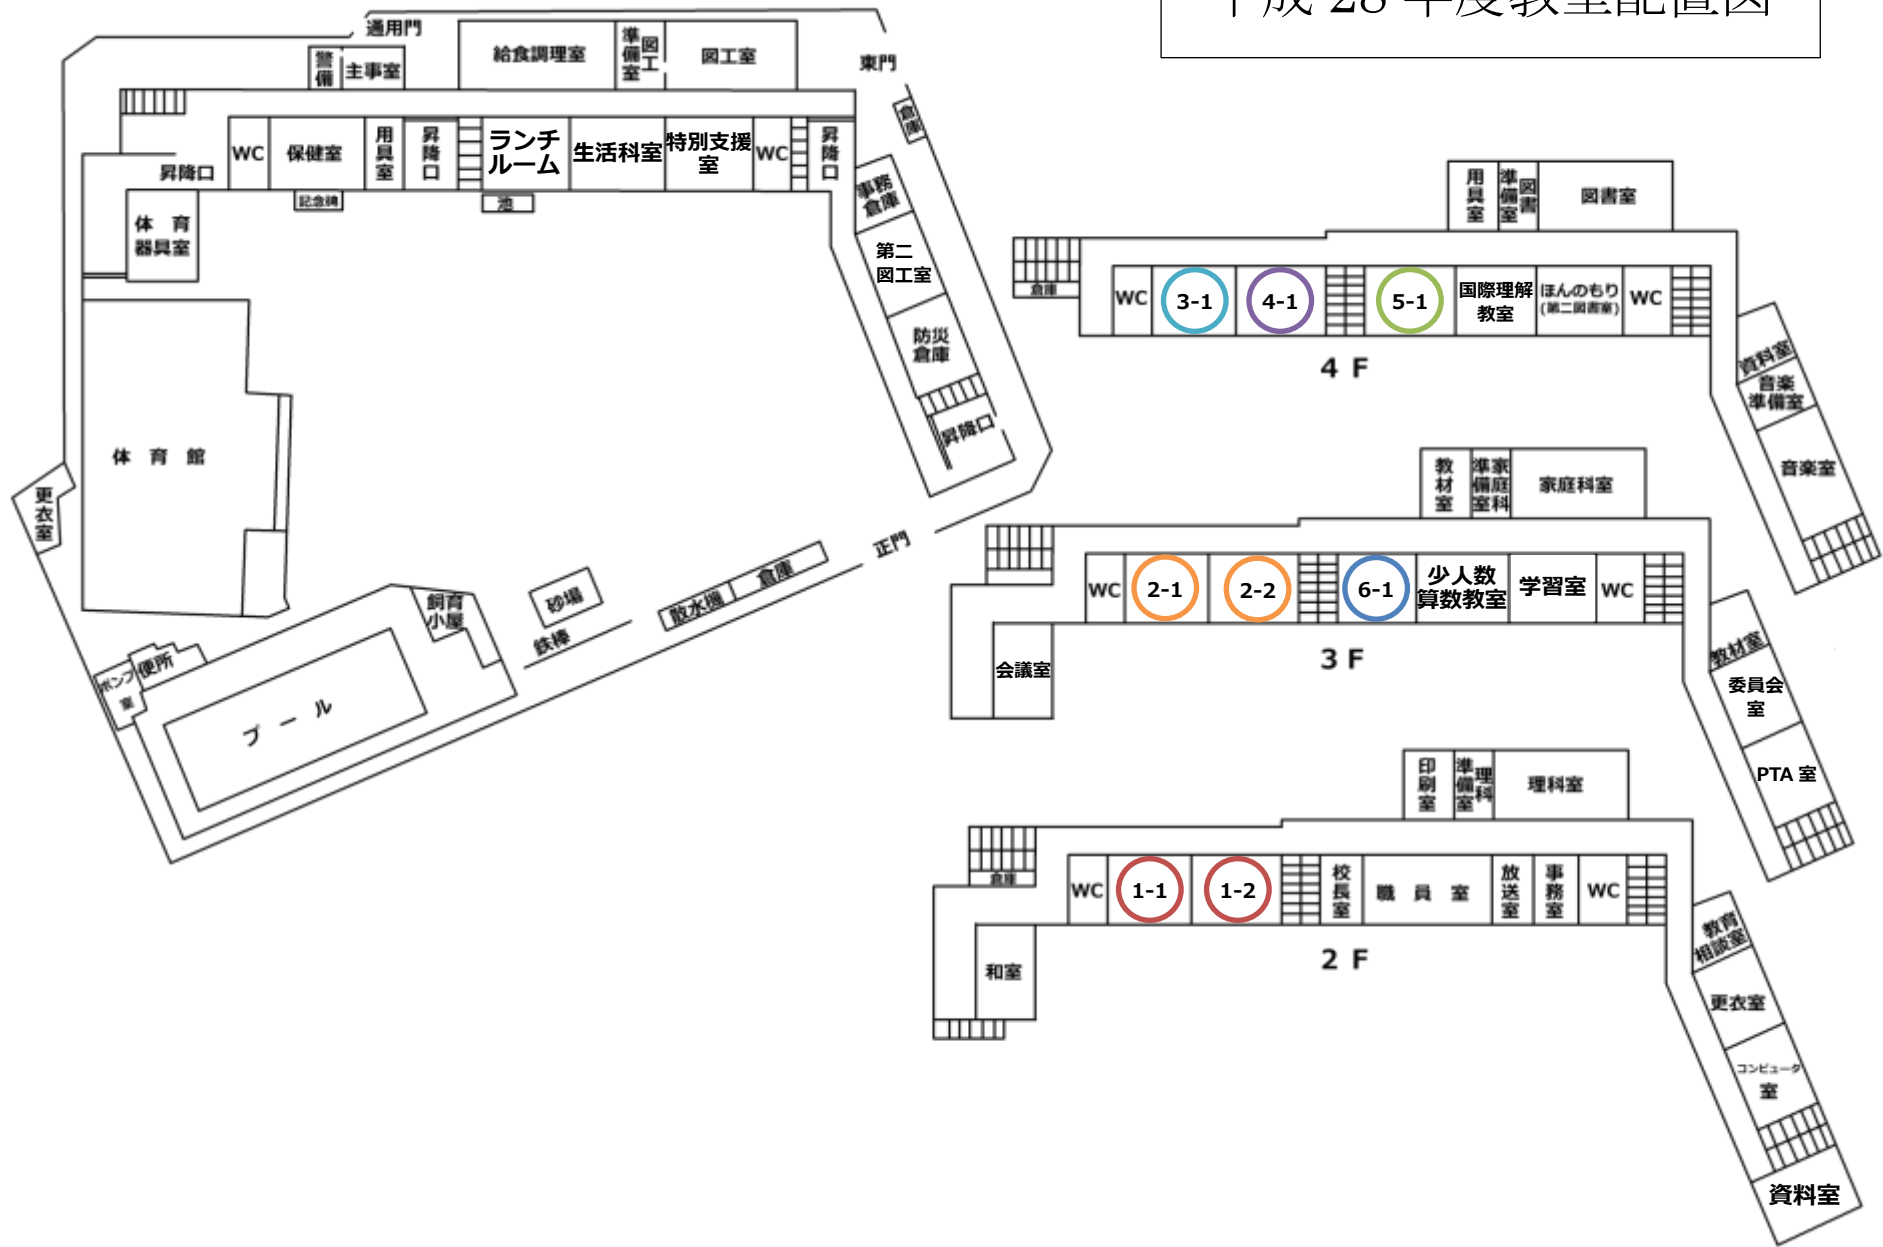 平成 28 年度教室配置図
通用門
警備
主事室
給食調理室
準備室
図工
図工室
東門
倉庫
WC
保健室
用具室
昇降口
ランチ
ルーム
生活科室
特別支援
室
WC
昇降口
昇降口
記念碑
池
体 育
器具室
事務
倉庫
第二
図工室
防災
倉庫
昇降口
体 育 館
更衣室
正門
倉庫
散水機
砂場
鉄棒
飼育
小屋
便所
ポンプ
室
プ ー ル
用具室
準備室
図書
図書室
倉庫
WC
3-1
4-1
5-1
国際理解
教室
ほんのもり
(第二図書室)
WC
4 F
資料室
音楽
準備室
音楽室
教材室
準備室
家庭科
家庭科室
WC
2-1
2-2
6-1
少人数
算数教室
学習室
WC
会議室
3 F
教材室
委員会
室
PTA 室
印刷室
準備室
理科
理科室
倉庫
WC
1-1
1-2
校長室
職 員 室
放送室
事務室
WC
和室
2 F
教育
相談室
更衣室
コンピュータ
室
資料室